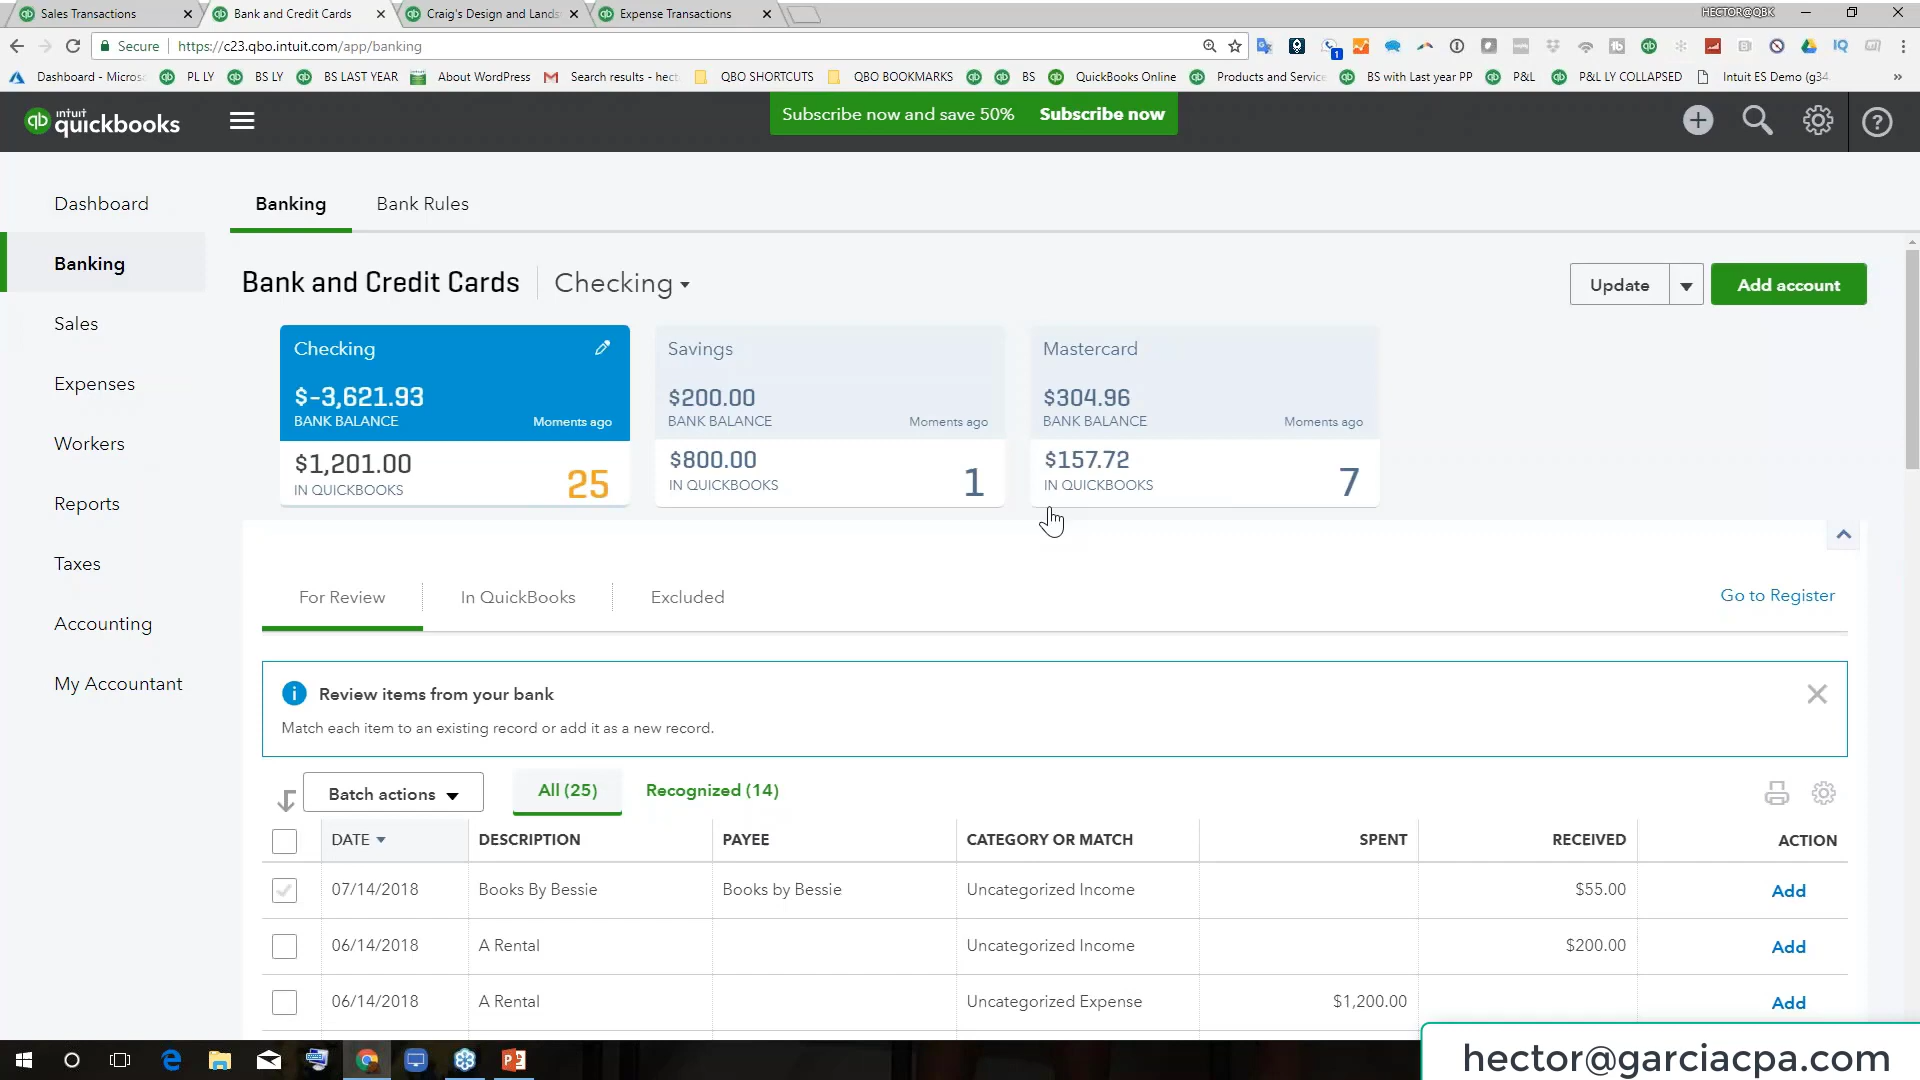 Sales Transactions
Bank and Credit Cards
Craig's Design and Lands
Expense Transactions
HECTOR@QBK
Secure
https://c23.qbo.intuit.com/app/banking
Dashboard - Micros
PL LY
BS LY
BS LAST YEAR
About WordPress
Search results - hect
QBO SHORTCUTS
QBO BOOKMARKS
BS
QuickBooks Online
Products and Service
BS with Last year PP
P&L
P&L LY COLLAPSED
Intuit ES Demo (g34
»
intuit
quickbooks
Subscribe now and save 50% Subscribe now
Dashboard
Banking
Sales
Expenses
Workers
Reports
Taxes
Accounting
My Accountant
Banking
Bank Rules
Bank and Credit Cards
Checking
Update
Add account
Checking
$-3,621.93
BANK BALANCE
Moments ago
$1,201.00
IN QUICKBOOKS
25
Savings
$200.00
BANK BALANCE
Moments ago
$800.00
IN QUICKBOOKS
1
Mastercard
$304.96
BANK BALANCE
Moments ago
$157.72
IN QUICKBOOKS
7
For Review
In QuickBooks
Excluded
Go to Register
Review items from your bank
Match each item to an existing record or add it as a new record.
Batch actions
All (25)
Recognized (14)
DATE DESCRIPTION PAYEE CATEGORY OR MATCH SPENT RECEIVED ACTION
07/14/2018 Books By Bessie Books by Bessie Uncategorized Income $55.00 Add
06/14/2018 A Rental Uncategorized Income $200.00 Add
06/14/2018 A Rental Uncategorized Expense $1,200.00 Add
hector@garciacpa.com